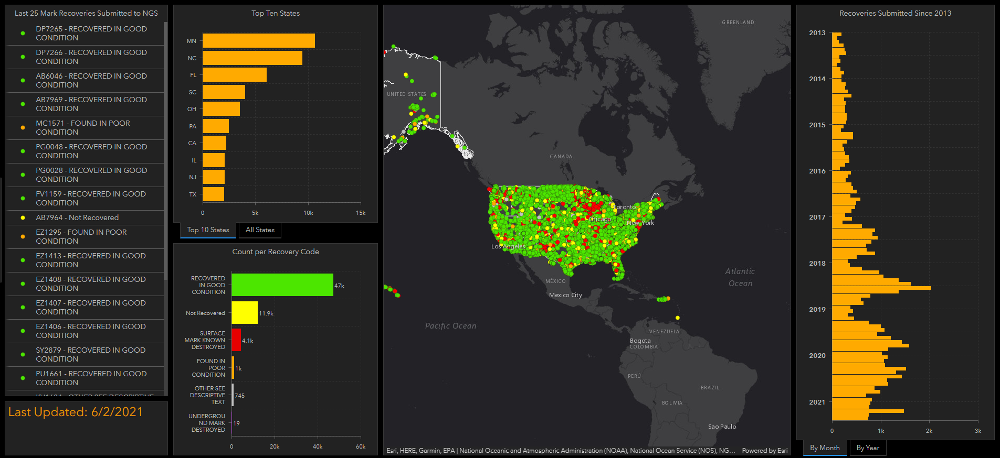 Last 25 Mark Recoveries Submitted to NGS
DP7265 - RECOVERED IN GOOD
CONDITION
DP7266 - RECOVERED IN GOOD
CONDITION
AB6046 - RECOVERED IN GOOD
CONDITION
AB7969 - RECOVERED IN GOOD
CONDITION
MC1571 - FOUND IN POOR
CONDITION
PG0048 - RECOVERED IN GOOD
CONDITION
PG0028 - RECOVERED IN GOOD
CONDITION
FV1159 - RECOVERED IN GOOD
CONDITION
AB7964 - Not Recovered
EZ1295 - FOUND IN POOR
CONDITION
EZ1413 - RECOVERED IN GOOD
CONDITION
EZ1408 - RECOVERED IN GOOD
CONDITION
EZ1407 - RECOVERED IN GOOD
CONDITION
EZ1406 - RECOVERED IN GOOD
CONDITION
SY2879 - RECOVERED IN GOOD
CONDITION
PU1661 - RECOVERED IN GOOD
CONDITION
Last Updated: 6/2/2021
Top Ten States
MN
NC
FL
SC
OH
PA
CA
IL
NJ
TX
0 5k 10k 15k
Top 10 States All States
Count per Recovery Code
RECOVERED
IN GOOD
CONDITION
47k
Not Recovered 11.9k
SURFACE
MARK KNOWN
DESTROYED
4.1k
FOUND IN
POOR
CONDITION
1k
OTHER SEE
DESCRIPTIVE
TEXT
745
UNDERGROU
ND MARK
DESTROYED
19
0 20k 40k 60k
GREENLAND
UNITED STATES
CANADA
Toronto
Chicago
New York
Los Angeles
Atlantic
Ocean
MÉXICO
Mexico City
Pacific Ocean
VENEZUELA
Bogota
COLOMBIA
PERÚ
BRAZIL
BOLIVIA
Sao Paulo
Esri, HERE, Garmin, EPA | National Oceanic and Atmospheric Administration (NOAA), National Ocean Service (NOS), NG... Powered by Esri
Recoveries Submitted Since 2013
2013
2014
2015
2016
2017
2018
2019
2020
2021
0 1k 2k 3k
By Month By Year